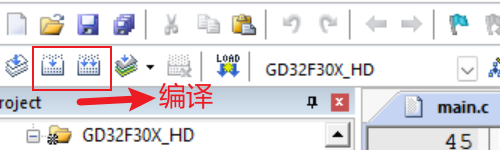 LOAD
GD32F30X_HD
roject
编译
main.c
GD32F30X_HD
45